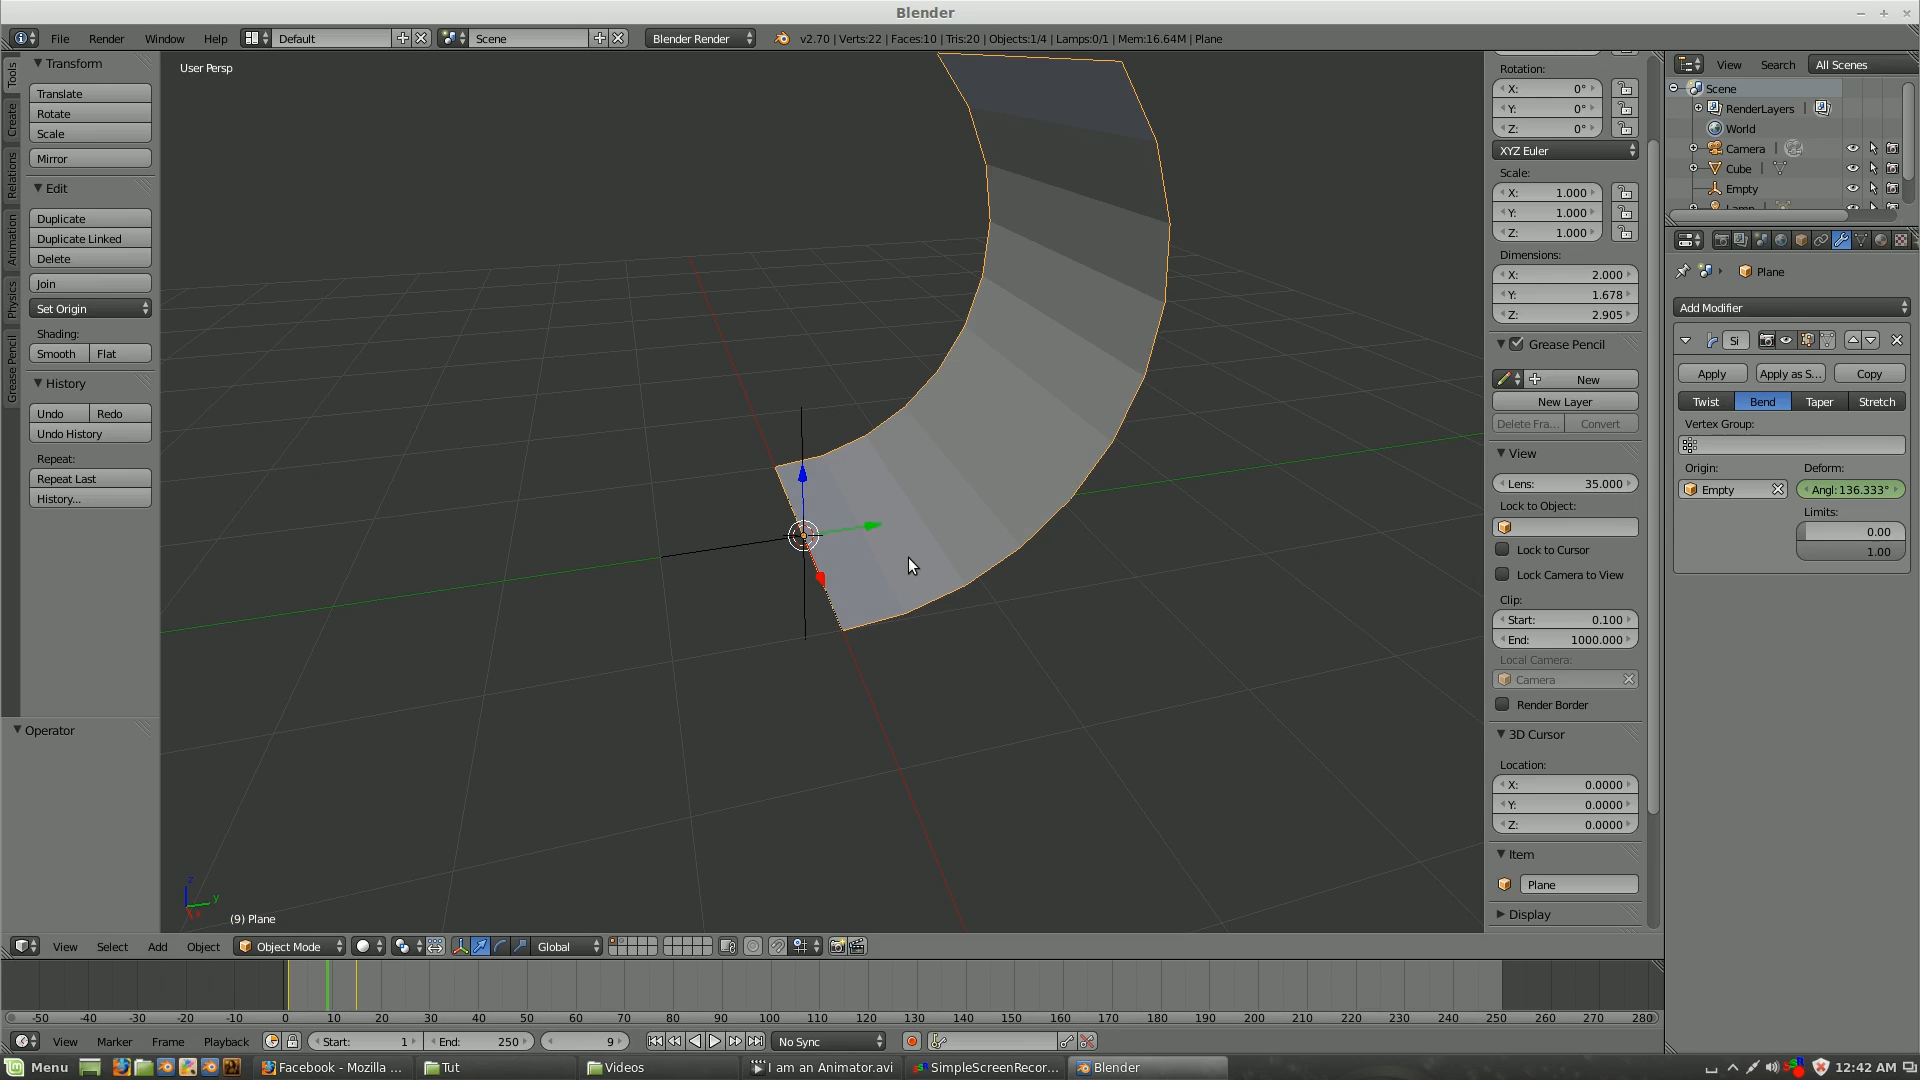 Blender
File Render Window Help Default Scene Blender Render v2.70 | Verts:22 | Faces:10 | Tris:20 | Objects:1/4 | Lamps:0/1 | Mem:16.64M | Plane
User Persp
Tools
Create
Relations
Animation
Physics
Grease Pencil
Transform
Translate
Rotate
Scale
Mirror
Edit
Duplicate
Duplicate Linked
Delete
Join
Set Origin
Shading:
Smooth Flat
History
Undo Redo
Undo History
Repeat:
Repeat Last
History...
Operator
z
y
x
(9) Plane
Rotation:
X: 0°
Y: 0°
Z: 0°
XYZ Euler
Scale:
X: 1.000
Y: 1.000
Z: 1.000
Dimensions:
X: 2.000
Y: 1.678
Z: 2.905
Grease Pencil
New
New Layer
Delete Fra... Convert
View
Lens: 35.000
Lock to Object:
Lock to Cursor
Lock Camera to View
Clip:
Start: 0.100
End: 1000.000
Local Camera:
Camera
Render Border
3D Cursor
Location:
X: 0.0000
Y: 0.0000
Z: 0.0000
Item
Plane
Display
View Search All Scenes
Scene
RenderLayers
World
Camera
Cube
Empty
Lamp
Plane
Add Modifier
Si
Apply Apply as S... Copy
Twist Bend Taper Stretch
Vertex Group:
Origin: Deform:
Empty Angl: 136.333°
Limits:
0.00
1.00
View Select Add Object Object Mode Global
-50 -40 -30 -20 -10 0 10 20 30 40 50 60 70 80 90 100 110 120 130 140 150 160 170 180 190 200 210 220 230 240 250 260 270 280
View Marker Frame Playback Start: 1 End: 250 9 No Sync
Menu Facebook - Mozilla ... Tut Videos I am an Animator.avi SimpleScreenRecor... Blender 12:42 AM